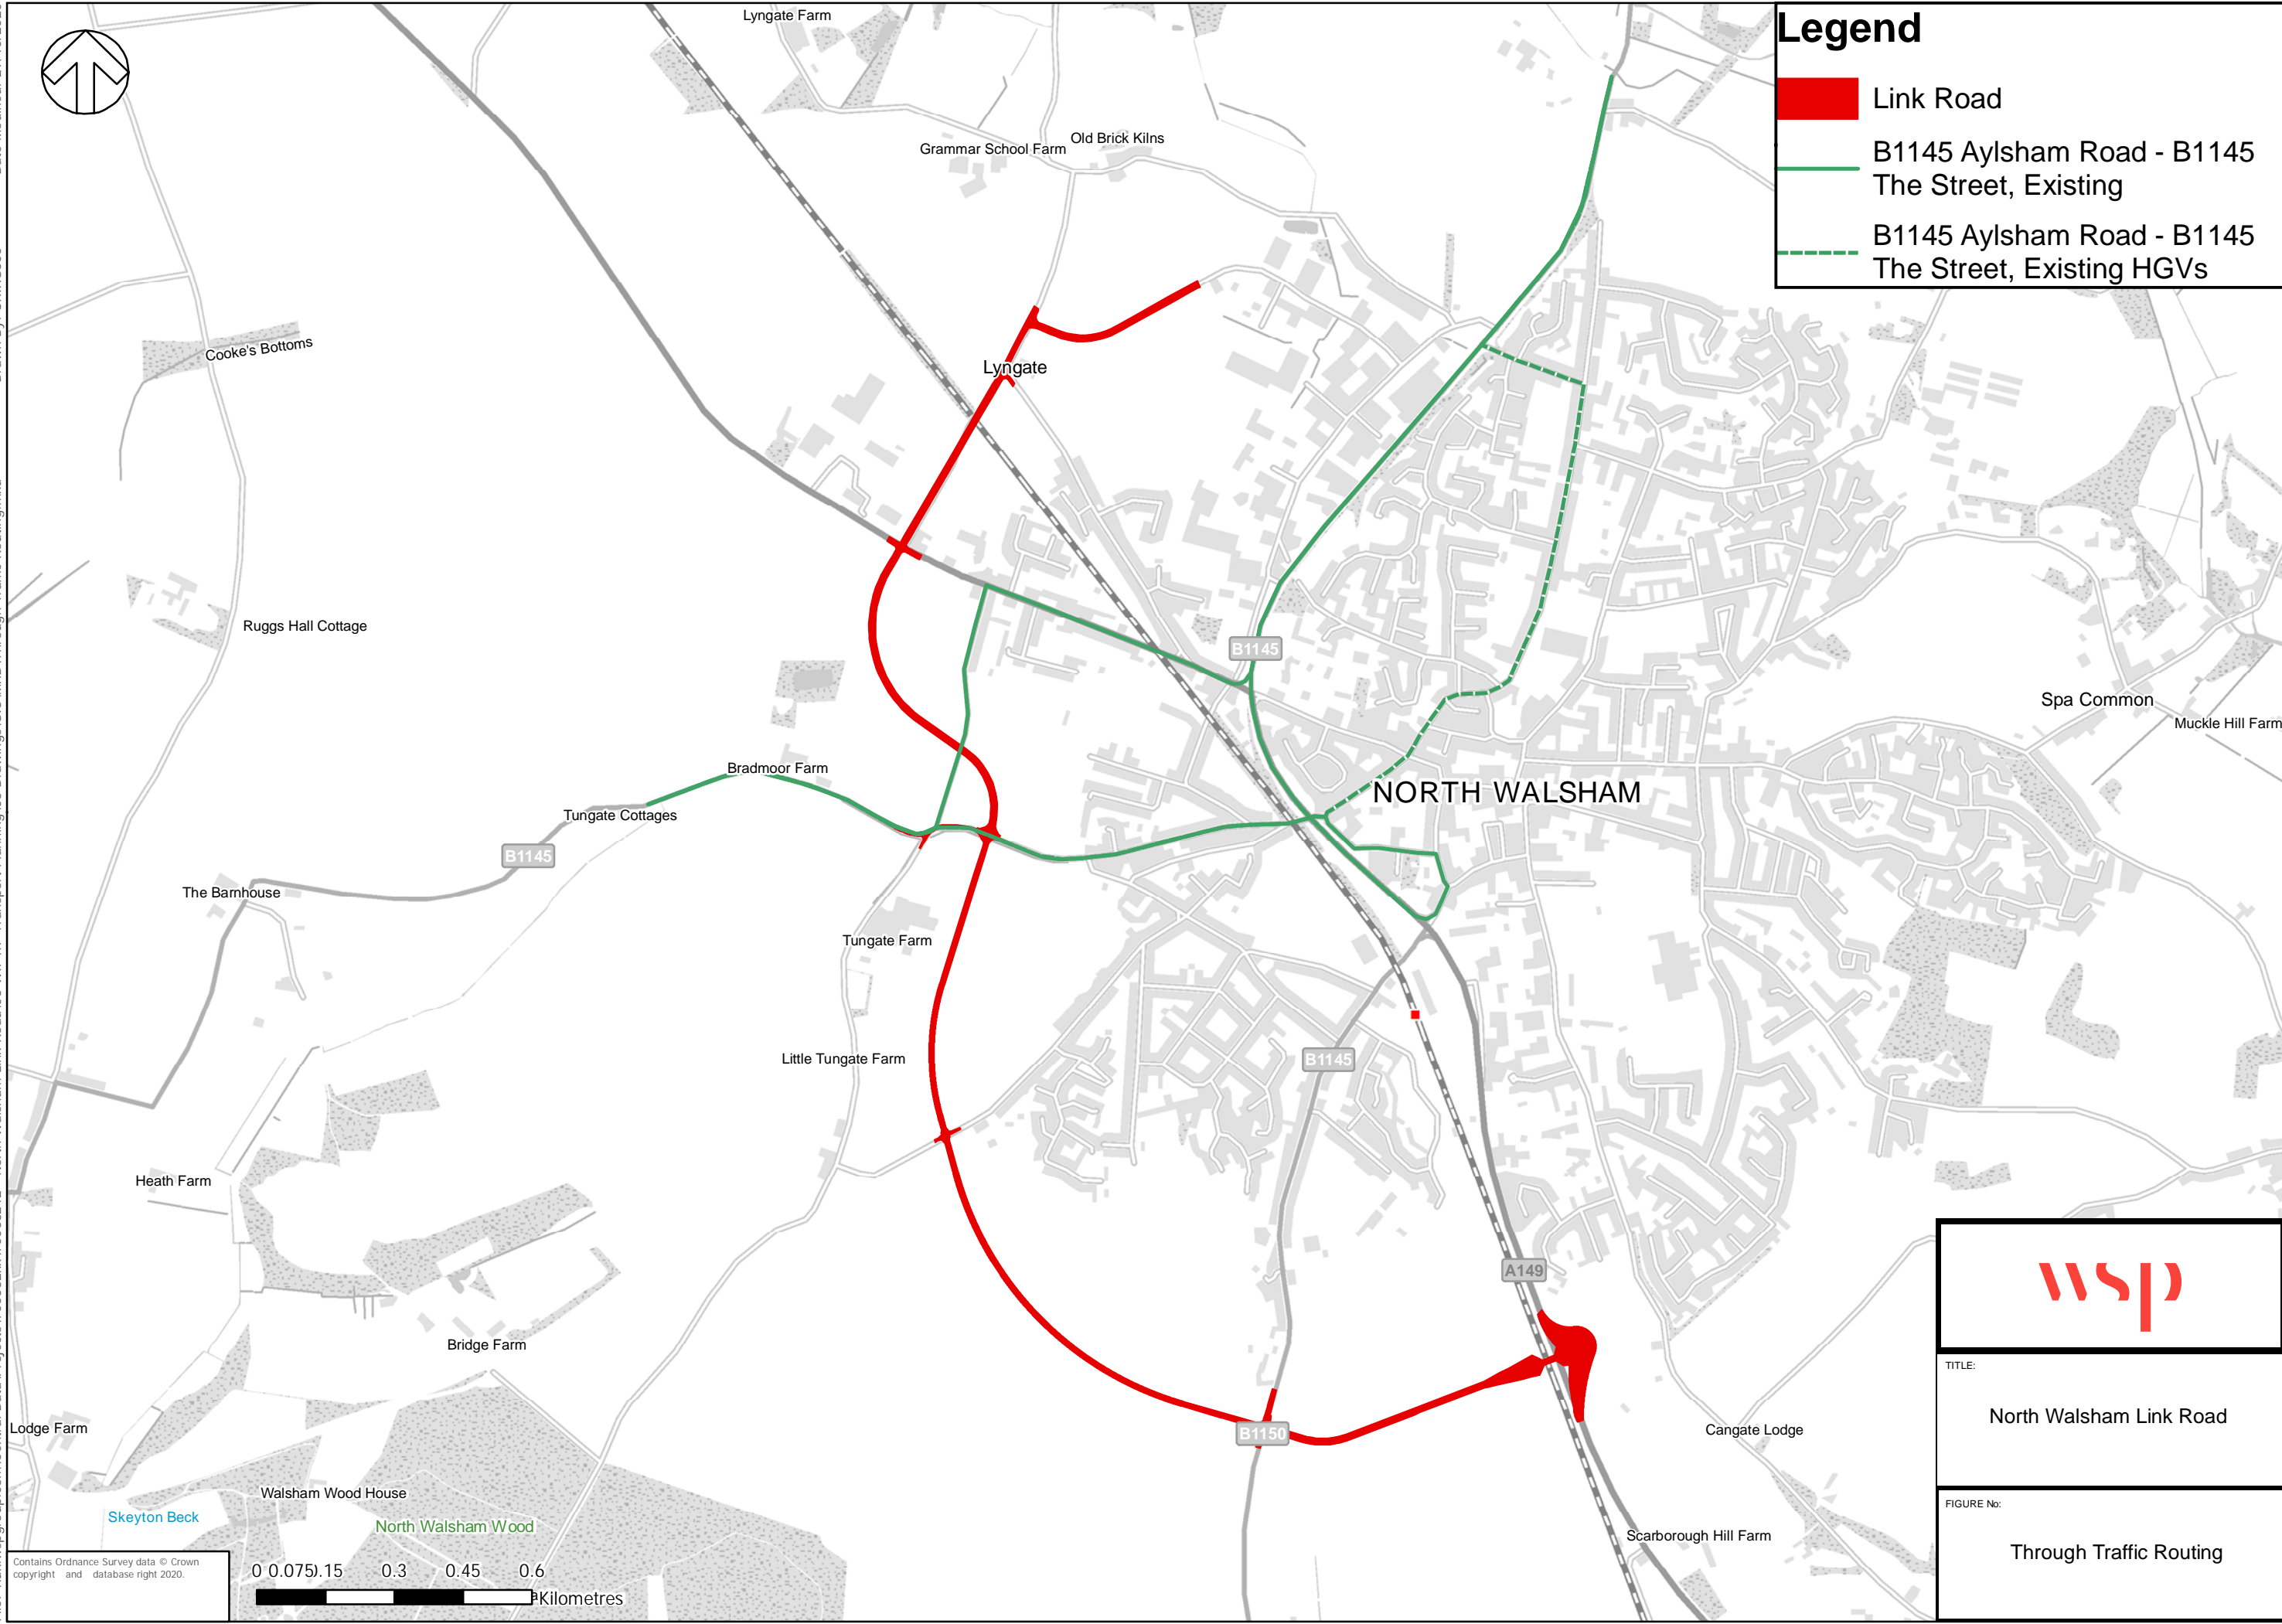 Legend
Link Road
B1145 Aylsham Road - B1145
The Street, Existing
B1145 Aylsham Road - B1145
The Street, Existing HGVs
Lyngate Farm
Grammar School Farm
Old Brick Kilns
Cooke's Bottoms
Lyngate
Ruggs Hall Cottage
B1145
Spa Common
Muckle Hill Farm
Bradmoor Farm
NORTH WALSHAM
Tungate Cottages
B1145
The Barnhouse
Tungate Farm
Little Tungate Farm
B1145
Heath Farm
A149
Bridge Farm
B1150
Lodge Farm
Cangate Lodge
Walsham Wood House
Skeyton Beck
North Walsham Wood
Scarborough Hill Farm
Contains Ordnance Survey data © Crown
copyright and database right 2020.
0 0.075 0.15 0.3 0.45 0.6
Kilometres
wsp
TITLE:
North Walsham Link Road
FIGURE No:
Through Traffic Routing